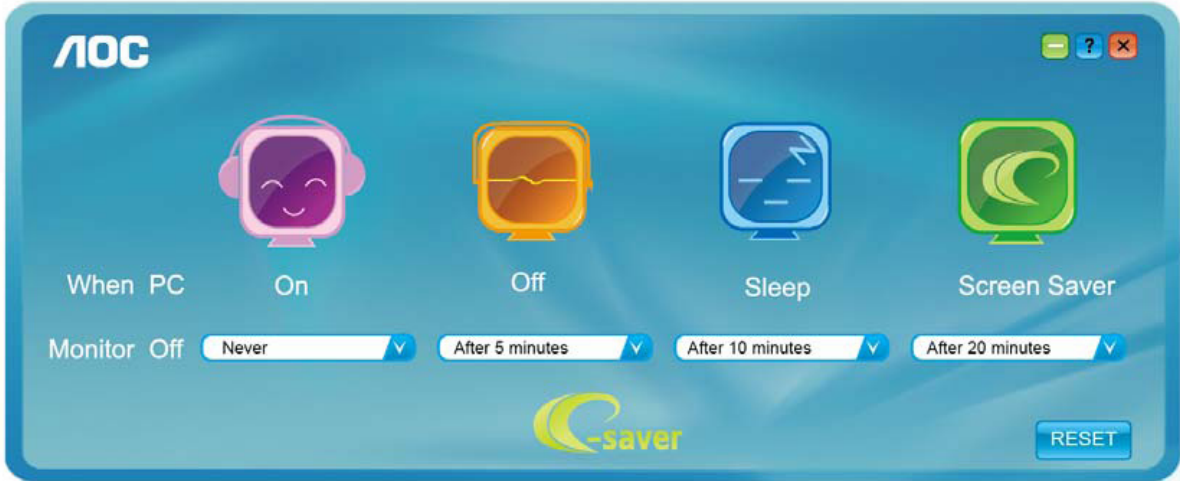 AOC
?
When PC On Off Sleep Screen Saver
Monitor Off Never After 5 minutes After 10 minutes After 20 minutes
e-saver
RESET